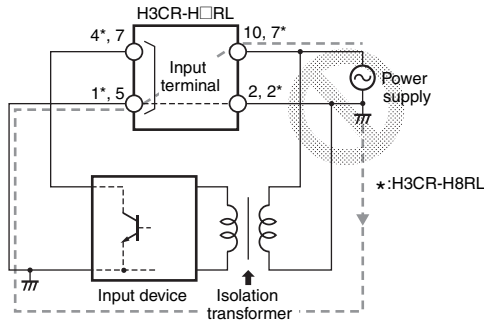 H3CR-H□RL
4*, 7
10, 7*
Input
terminal
1*, 5
2, 2*
Power
supply
*:H3CR-H8RL
Input device
Isolation
transformer